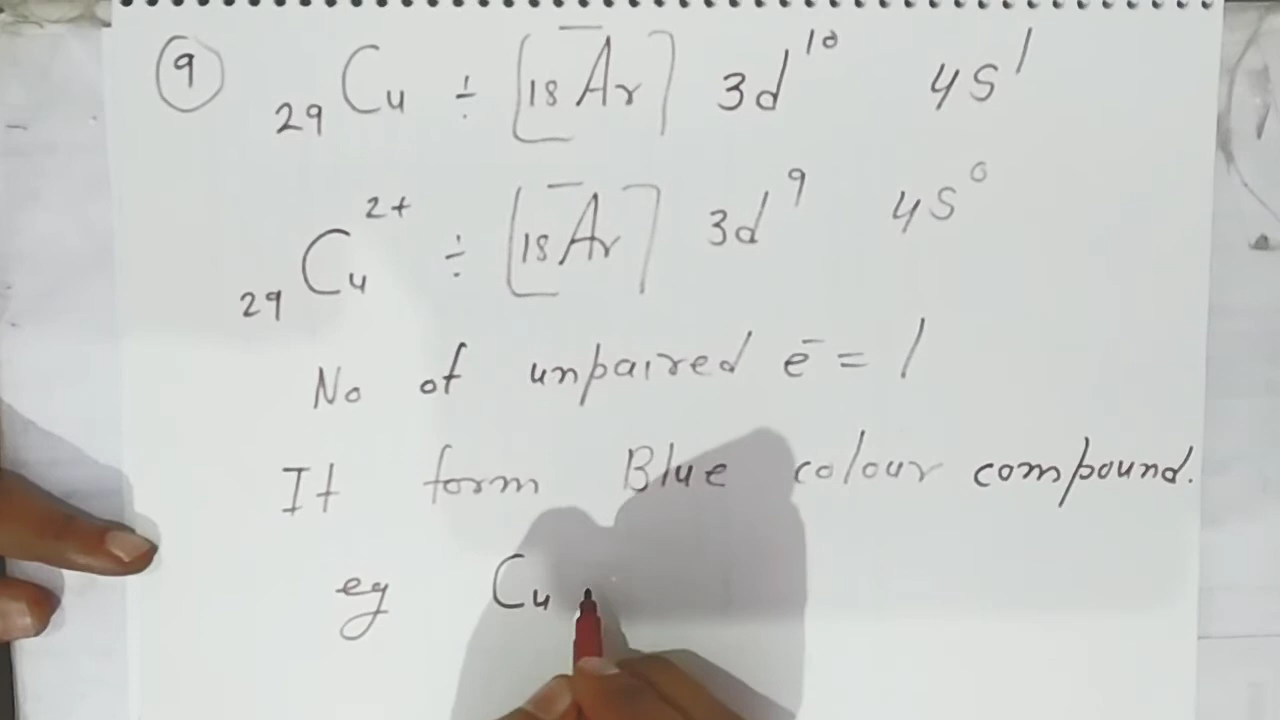 9 29Cu ÷ [18Ar] 3d10 4s1
29Cu2+ ÷ [18Ar] 3d9 4s0
No of unpaired e- = 1
It form Blue colour compound.
eg Cu